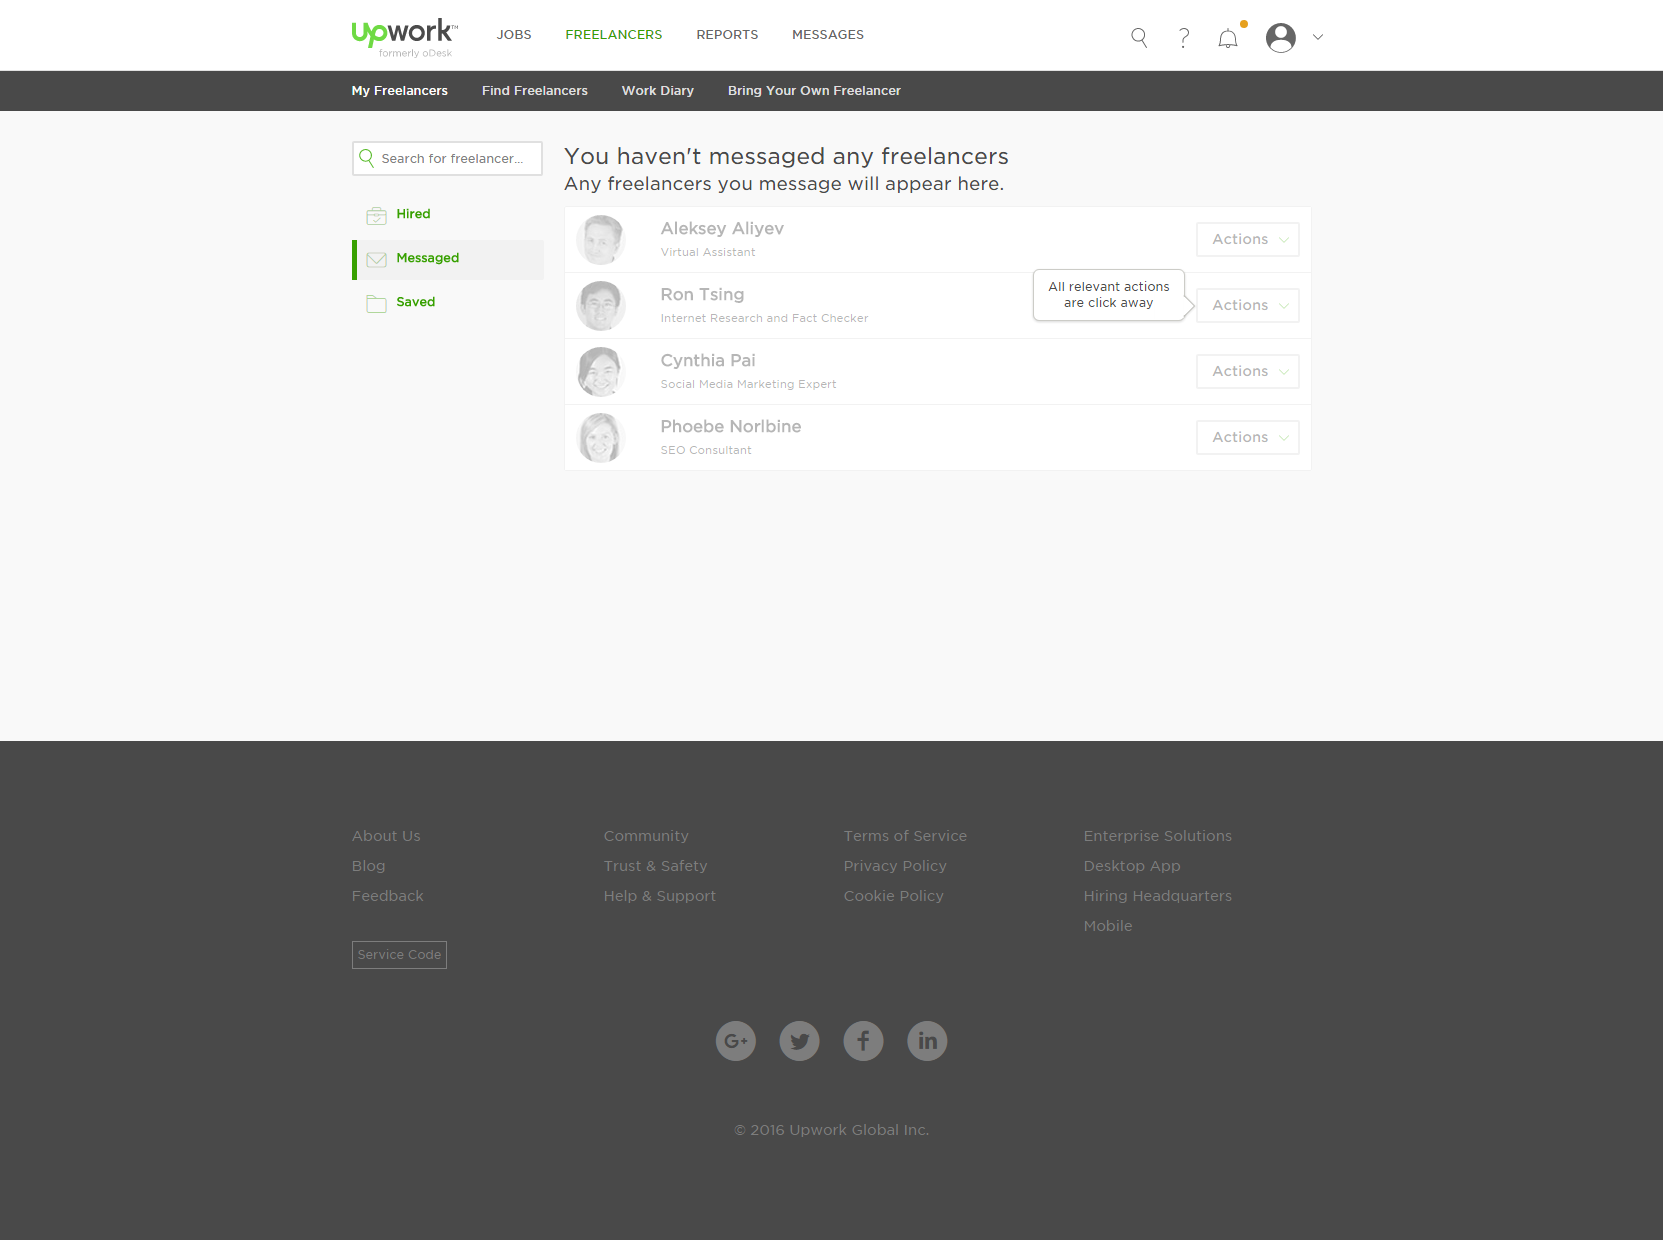 Upwork™
formerly oDesk
JOBS FREELANCERS REPORTS MESSAGES
My Freelancers Find Freelancers Work Diary Bring Your Own Freelancer
Search for freelancer...
Hired
Messaged
Saved
You haven't messaged any freelancers
Any freelancers you message will appear here.
Aleksey Aliyev
Virtual Assistant
Actions
Ron Tsing
Internet Research and Fact Checker
All relevant actions
are click away
Actions
Cynthia Pai
Social Media Marketing Expert
Actions
Phoebe Norlbine
SEO Consultant
Actions
About Us Community Terms of Service Enterprise Solutions
Blog Trust & Safety Privacy Policy Desktop App
Feedback Help & Support Cookie Policy Hiring Headquarters
Mobile
Service Code
G+ f in
© 2016 Upwork Global Inc.